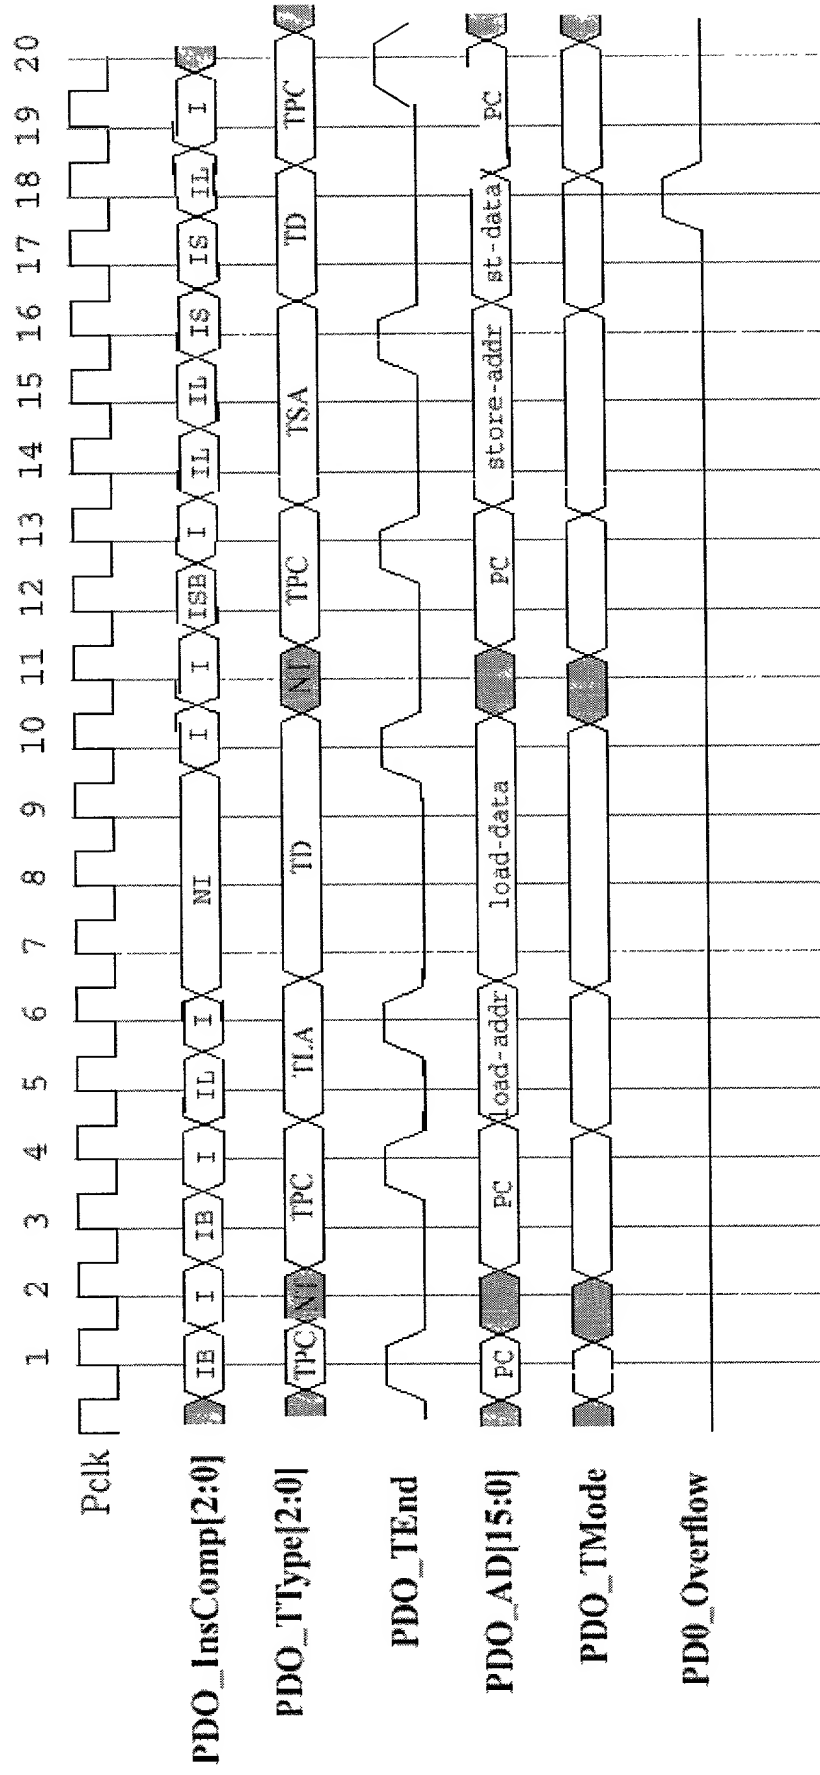 1 2 3 4 5 6 7 8 9 10 11 12 13 14 15 16 17 18 19 20
Pclk
PDO_InsComp[2:0] IB I IB I IL I NI I I ISB I IL IL IS IS IL I
PDO_TType[2:0] TPC NT TPC TLA TD NT TPC TSA TD TPC
PDO_TEnd
PDO_AD[15:0] PC PC load-addr load-data PC store-addr st-data PC
PDO_TMode
PD0_Overflow